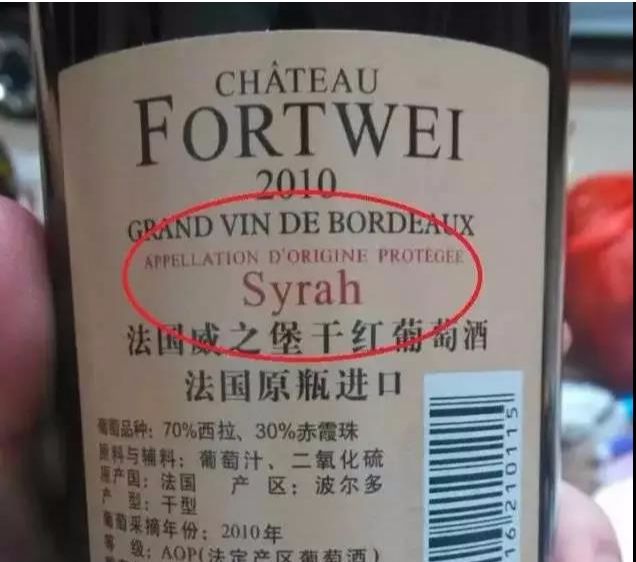 CHÂTEAU
FORTWEI
2010
GRAND VIN DE BORDEAUX
APPELLATION D'ORIGINE PROTÉGÉE
Syrah
法国威之堡干红葡萄酒
法国原瓶进口
葡萄品种：70%西拉、30%赤霞珠
原料与辅料：葡萄汁、二氧化硫
原产国：法国 产 区：波尔多
产 型：干型
葡萄采摘年份：2010年
等 级：AOP(法定产区葡萄酒)
16210115